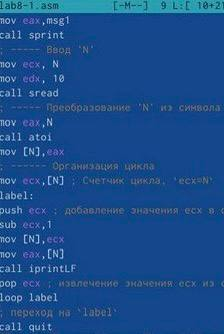 lab8-1.asm [-M--] 9 L:[ 10+21
mov eax,msg1
call sprint
; ----- Ввод 'N'
mov ecx, N
mov edx, 10
call sread
; ----- Преобразование 'N' из символа
mov eax,N
call atoi
mov [N],eax
; ------ Организация цикла
mov ecx,[N] ; Счетчик цикла, 'ecx=N'
label:
push ecx ; добавление значения ecx в с
sub ecx,1
mov [N],ecx
mov eax,[N]
call iprintLF
pop ecx ; извлечение значения ecx из с
loop label
; переход на 'label'
call quit